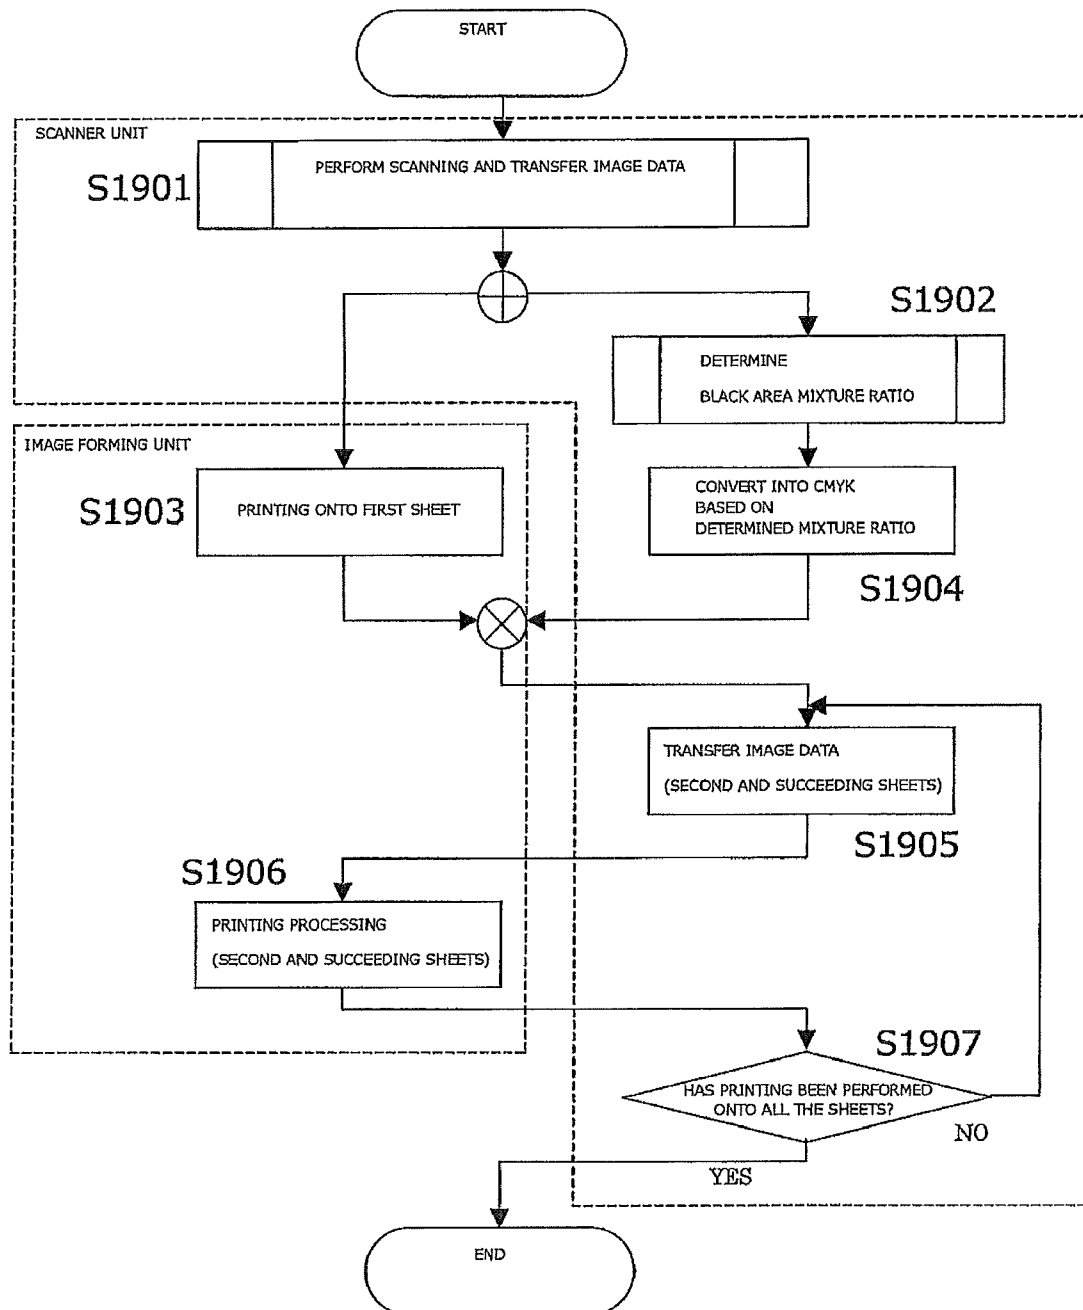 START
SCANNER UNIT
S1901
PERFORM SCANNING AND TRANSFER IMAGE DATA
S1902
DETERMINE
BLACK AREA MIXTURE RATIO
IMAGE FORMING UNIT
S1903
PRINTING ONTO FIRST SHEET
CONVERT INTO CMYK
BASED ON
DETERMINED MIXTURE RATIO
S1904
TRANSFER IMAGE DATA
(SECOND AND SUCCEEDING SHEETS)
S1905
S1906
PRINTING PROCESSING
(SECOND AND SUCCEEDING SHEETS)
S1907
HAS PRINTING BEEN PERFORMED
ONTO ALL THE SHEETS?
NO
YES
END